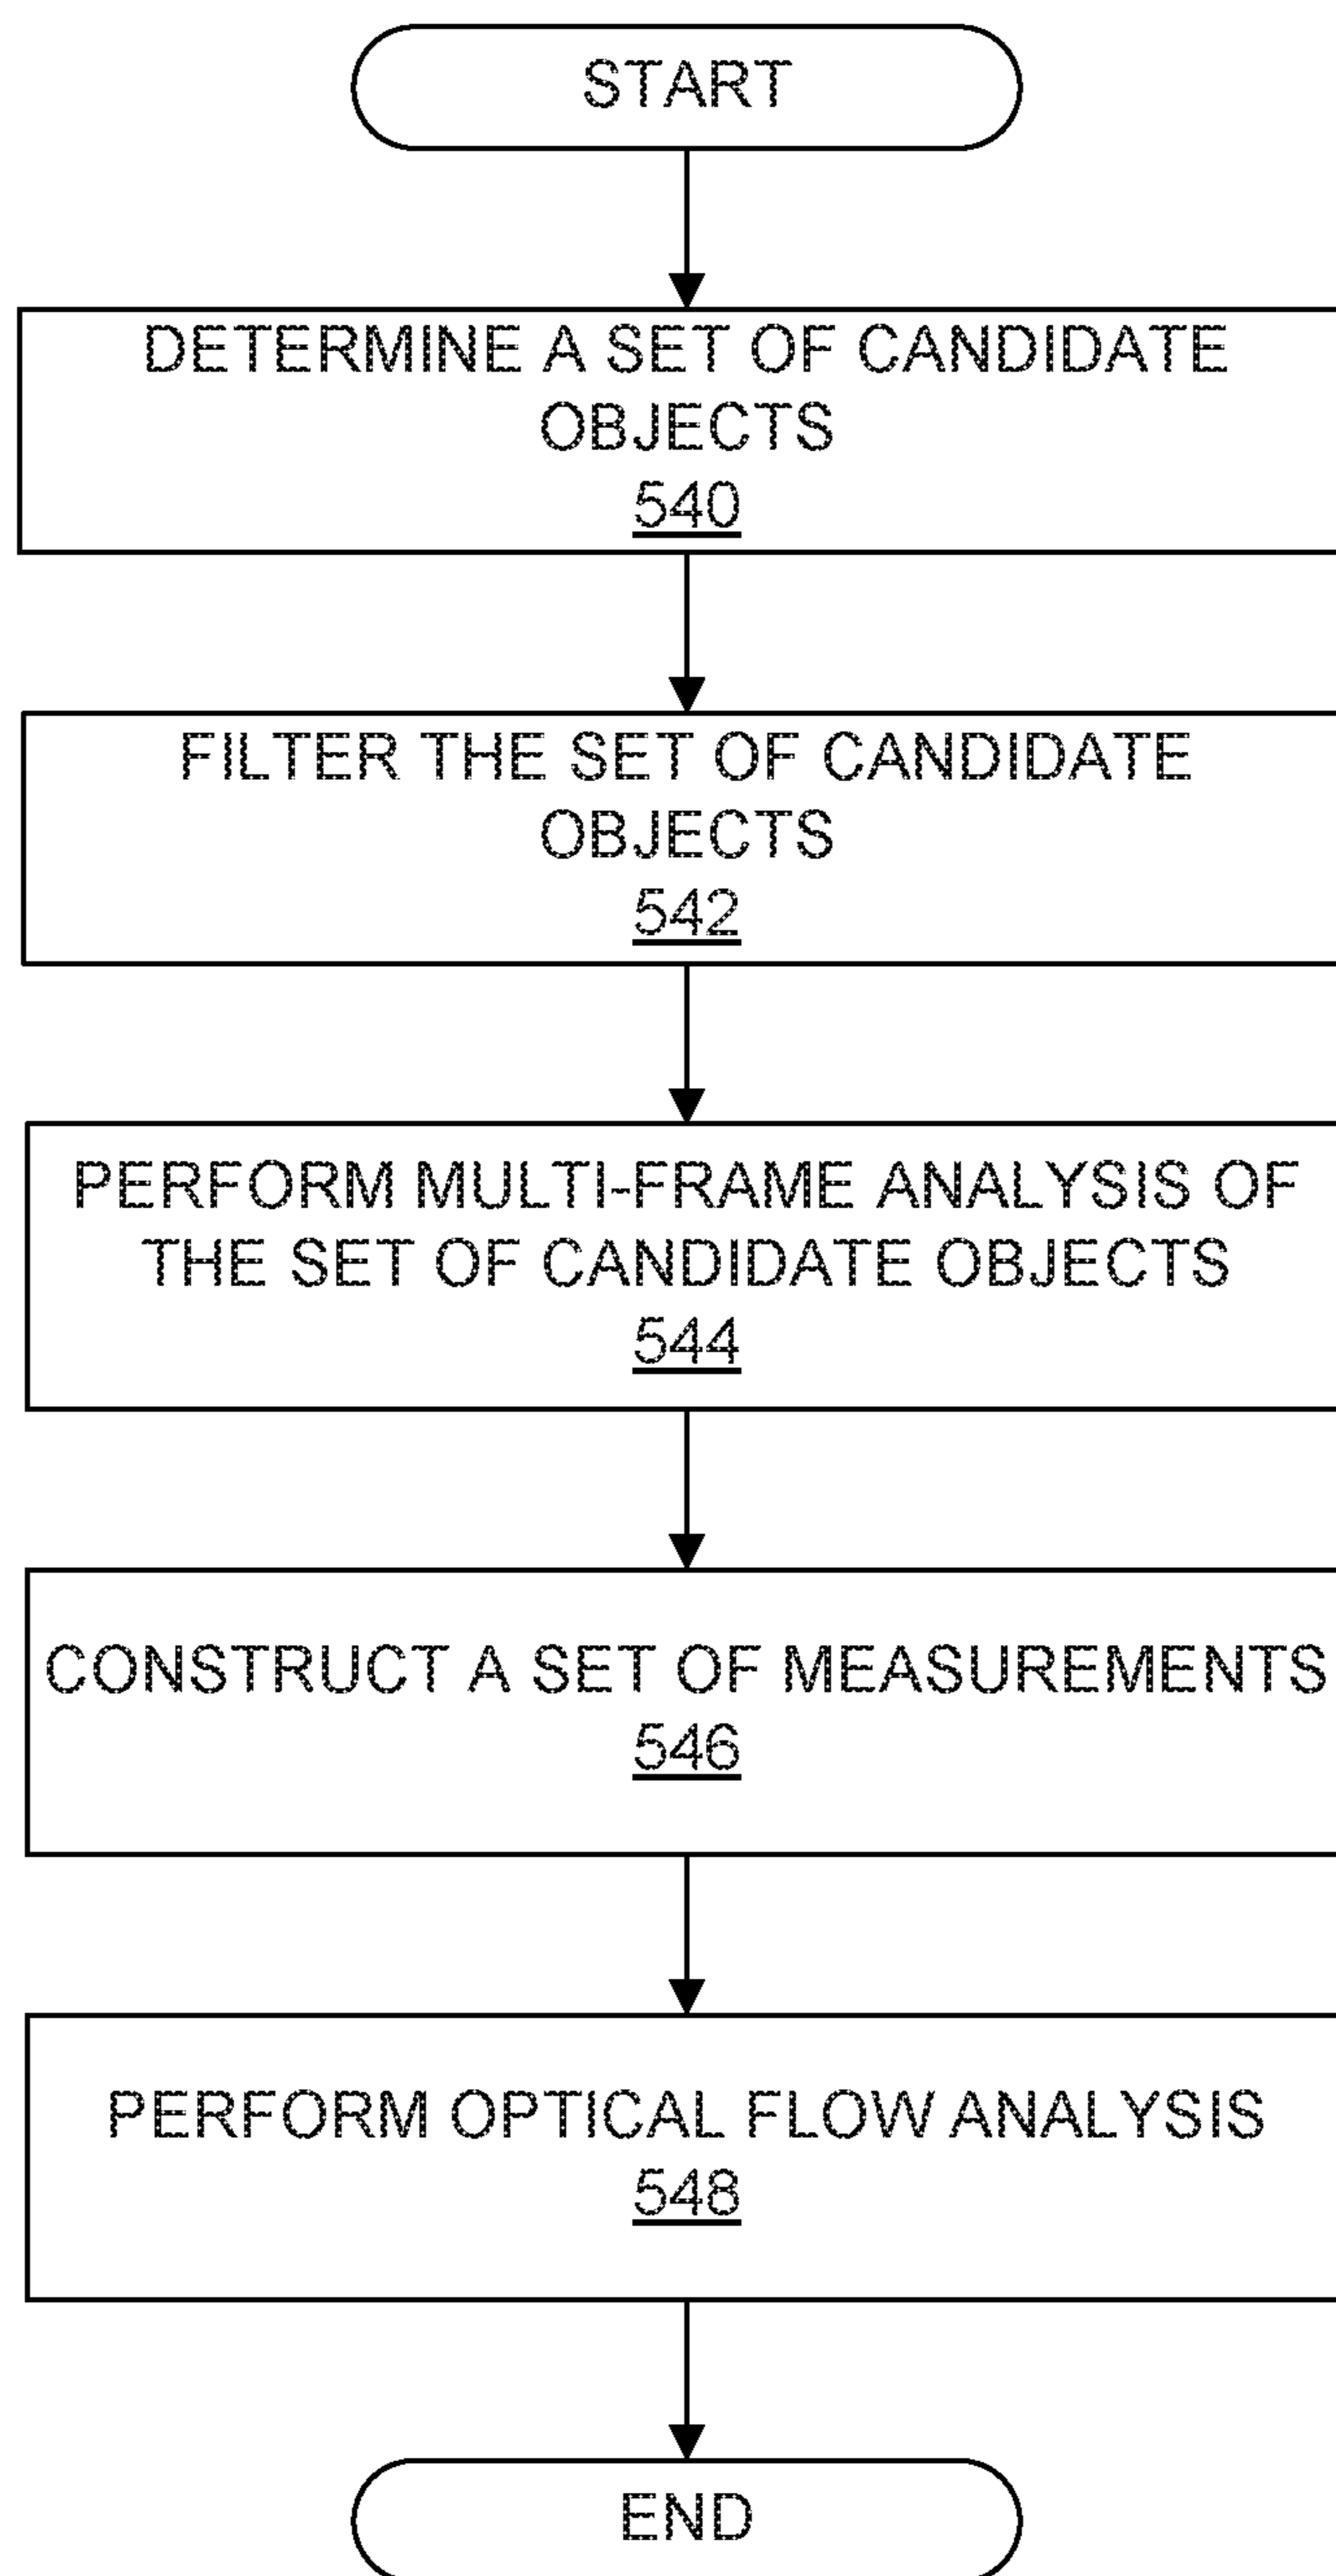 START
DETERMINE A SET OF CANDIDATE
OBJECTS
540
FILTER THE SET OF CANDIDATE
OBJECTS
542
PERFORM MULTI-FRAME ANALYSIS OF
THE SET OF CANDIDATE OBJECTS
544
CONSTRUCT A SET OF MEASUREMENTS
546
PERFORM OPTICAL FLOW ANALYSIS
548
END